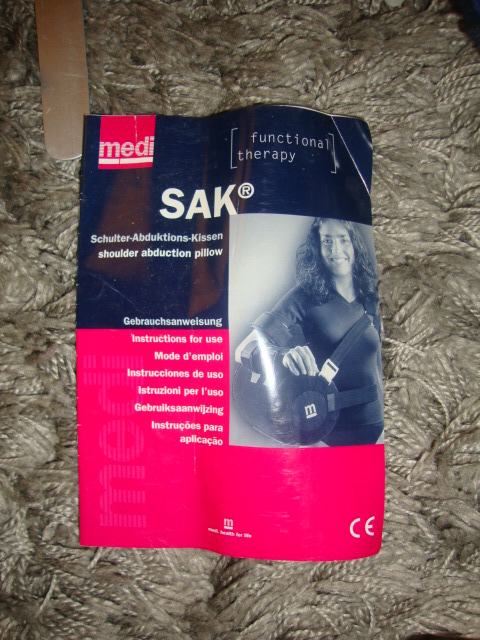 medi
[ functional
therapy ]
SAK®
Schulter-Abduktions-Kissen
shoulder abduction pillow
Gebrauchsanweisung
Instructions for use
Mode d'emploi
Instrucciones de uso
Istruzioni per l'uso
Gebruiksaanwijzing
Instruções para
aplicação
medi
m
m
medi. health for life
CE